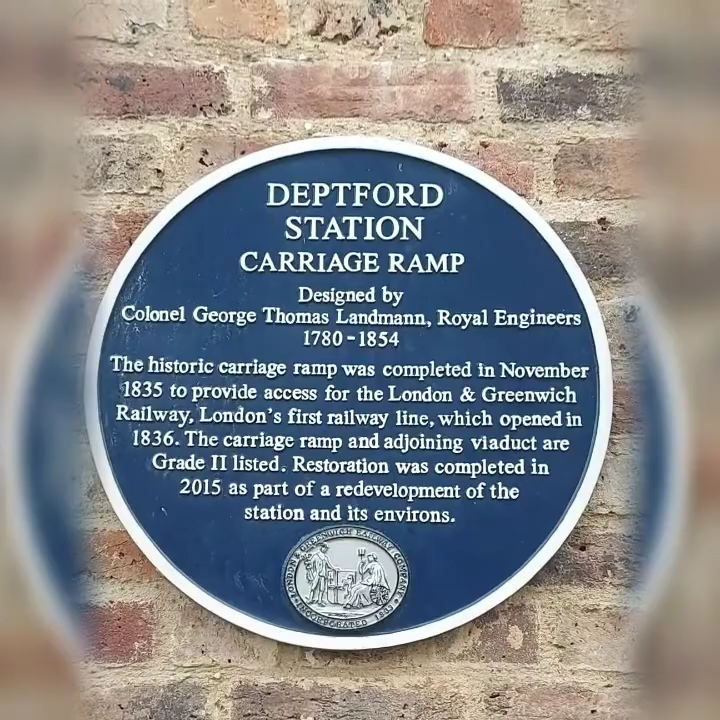 DEPTFORD
STATION
CARRIAGE RAMP
Designed by
Colonel George Thomas Landmann, Royal Engineers
1780-1854
The historic carriage ramp was completed in November
1835 to provide access for the London & Greenwich
Railway, London's first railway line, which opened in
1836. The carriage ramp and adjoining viaduct are
Grade II listed. Restoration was completed in
2015 as part of a redevelopment of the
station and its environs.
LONDON & GREENWICH RAILWAY COMPANY
INCORPORATED 1833